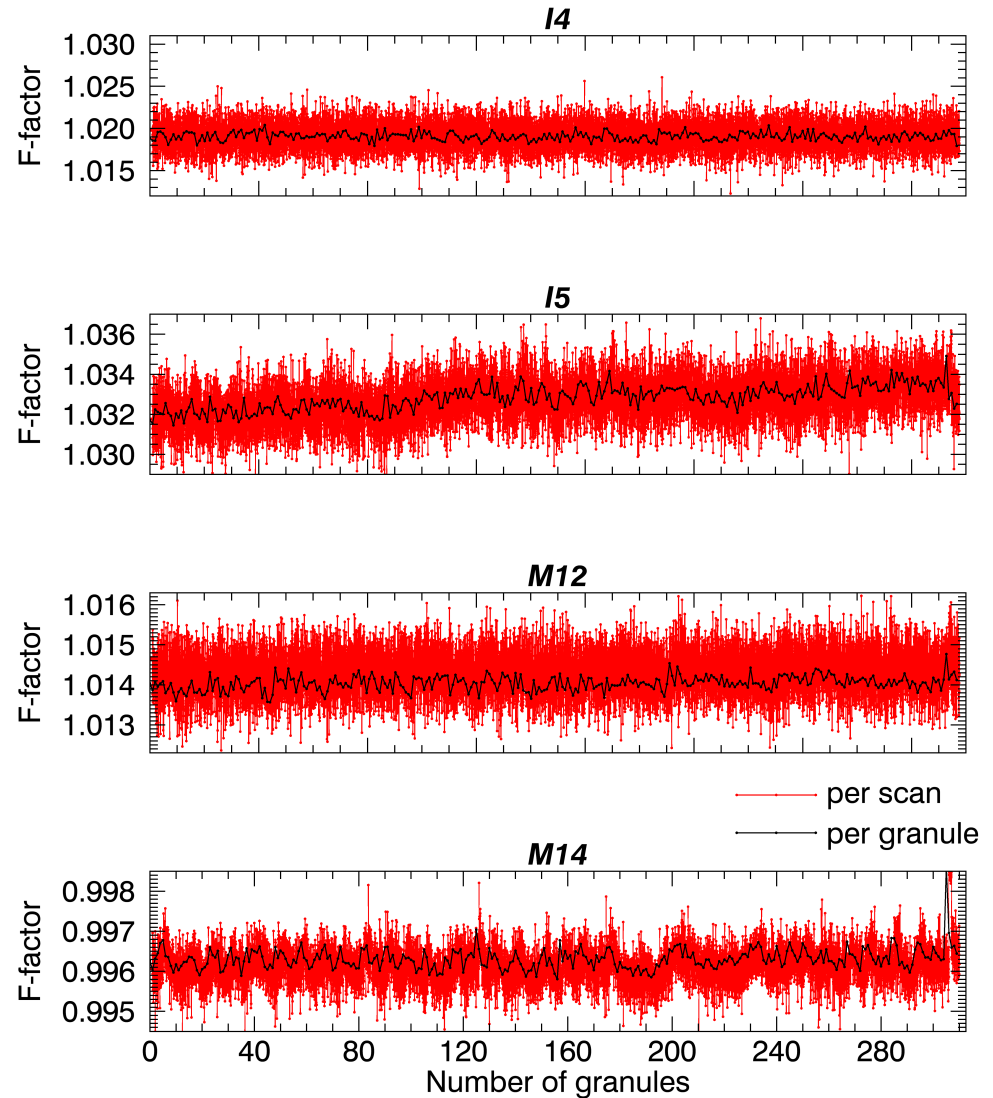 I4
1.030
1.025
1.020
1.015
F-factor
I5
1.036
1.034
1.032
1.030
F-factor
M12
1.016
1.015
1.014
1.013
F-factor
per scan
per granule
M14
0.998
0.997
0.996
0.995
F-factor
0 40 80 120 160 200 240 280
Number of granules